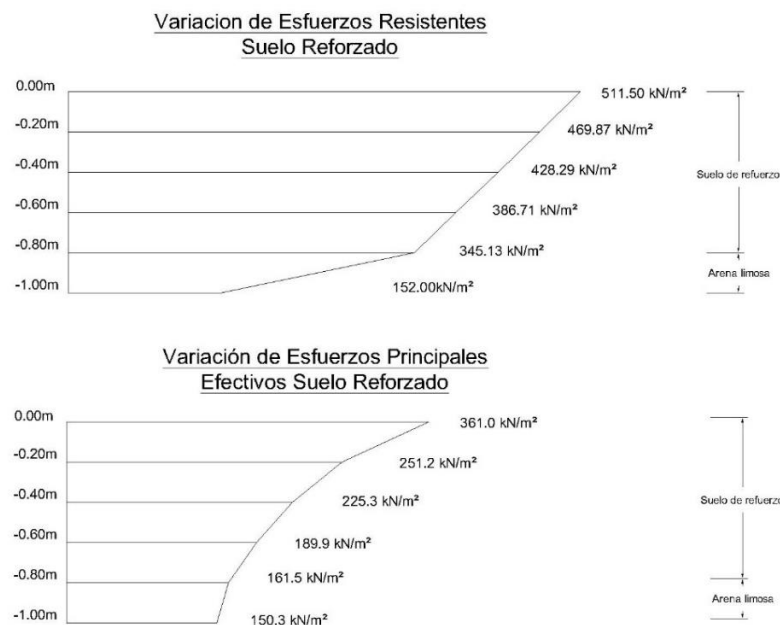 Variacion de Esfuerzos Resistentes
Suelo Reforzado
0.00m
511.50 kN/m²
-0.20m
469.87 kN/m²
-0.40m
428.29 kN/m²
Suelo de refuerzo
-0.60m
386.71 kN/m²
-0.80m
345.13 kN/m²
Arena limosa
-1.00m
152.00kN/m²
Variación de Esfuerzos Principales
Efectivos Suelo Reforzado
0.00m
361.0 kN/m²
-0.20m
251.2 kN/m²
-0.40m
225.3 kN/m²
Suelo de refuerzo
-0.60m
189.9 kN/m²
-0.80m
161.5 kN/m²
Arena limosa
-1.00m
150.3 kN/m²